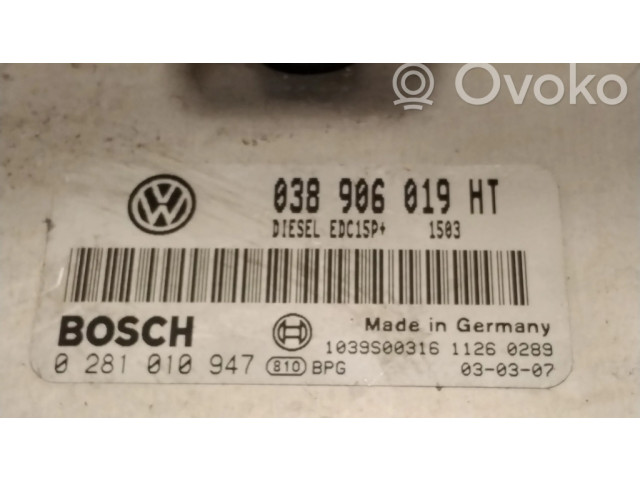 Ovoko
VW
038 906 019 HT
DIESEL EDC15P+ 1503
BOSCH
Made in Germany
1039S00316 1126 0289
0 281 010 947 810 BPG
03-03-07